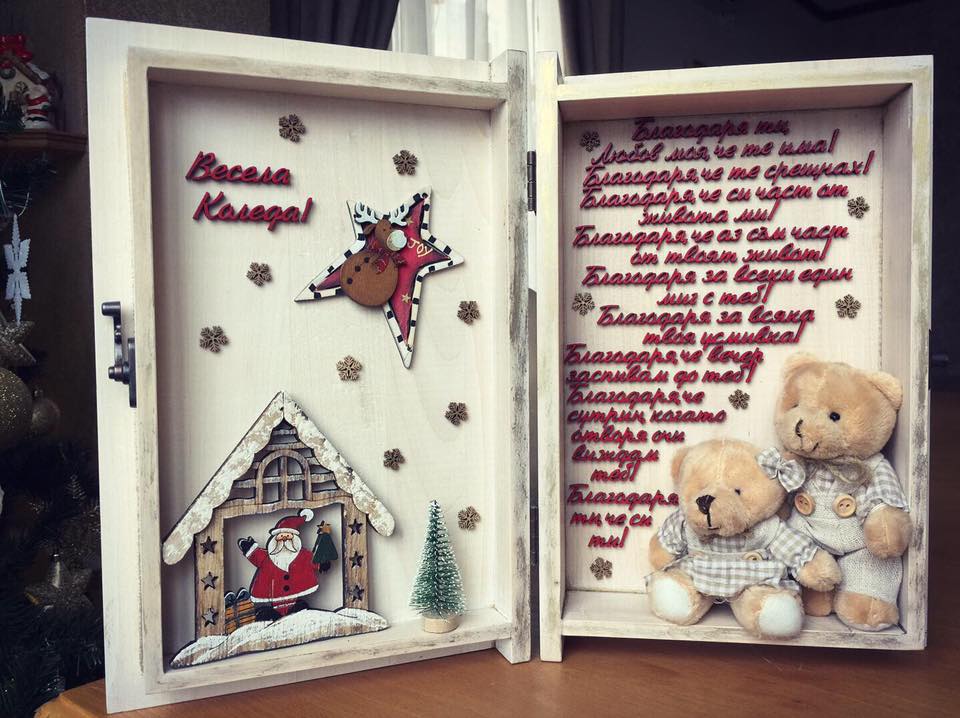 Весела
Коледа!
JOY
Благодаря ти,
Любов моя, че те има!
Благодаря, че те срещнах!
Благодаря, че си част от
живота ми!
Благодаря, че аз съм част
от твоят живот!
Благодаря за всеки един
миг с теб!
Благодаря за всяка
твоя усмивка!
Благодаря, че вечер
заспивам до теб!
Благодаря, че
сутрин, когато
отворя очи
виждам
теб!
Благодаря
ти, че си
ти!